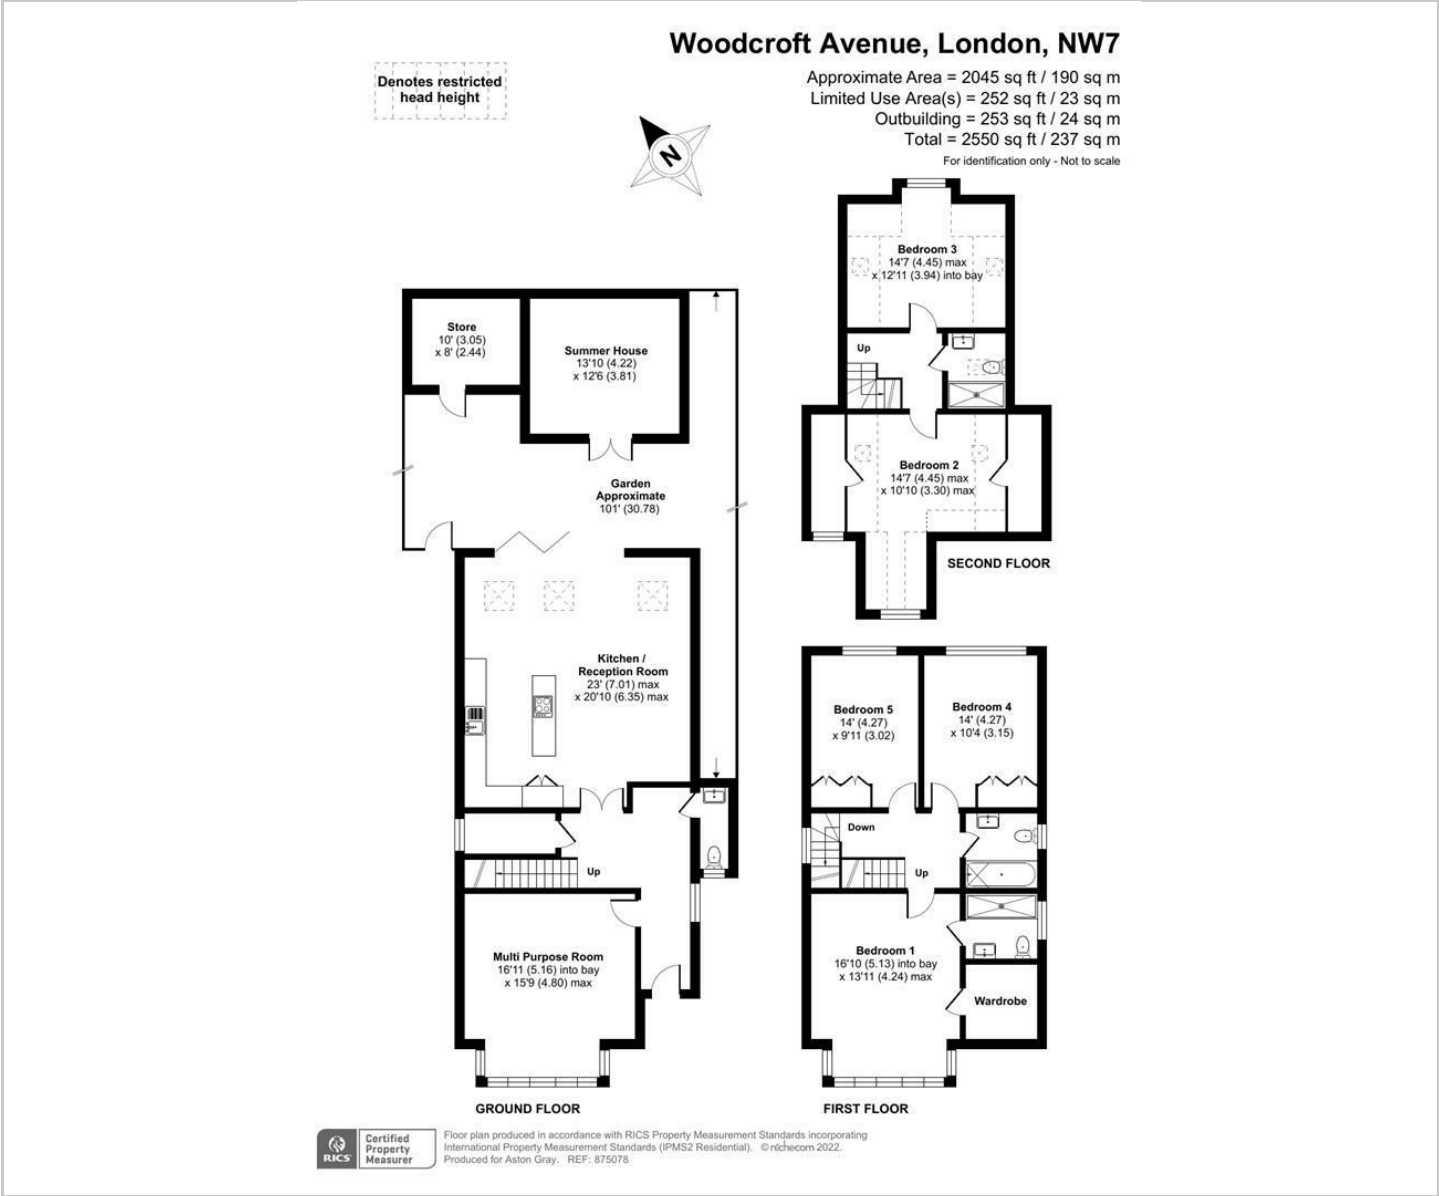 Woodcroft Avenue, London, NW7
Approximate Area = 2045 sq ft / 190 sq m
Limited Use Area(s) = 252 sq ft / 23 sq m
Outbuilding = 253 sq ft / 24 sq m
Total = 2550 sq ft / 237 sq m
For identification only - Not to scale
Denotes restricted
head height
N
Bedroom 3
14'7 (4.45) max
x 12'11 (3.94) into bay
Up
Bedroom 2
14'7 (4.45) max
x 10'10 (3.30) max
SECOND FLOOR
Store
10' (3.05)
x 8' (2.44)
Summer House
13'10 (4.22)
x 12'6 (3.81)
Garden
Approximate
101' (30.78)
Kitchen /
Reception Room
23' (7.01) max
x 20'10 (6.35) max
Up
Multi Purpose Room
16'11 (5.16) into bay
x 15'9 (4.80) max
GROUND FLOOR
Bedroom 5
14' (4.27)
x 9'11 (3.02)
Bedroom 4
14' (4.27)
x 10'4 (3.15)
Down
Up
Bedroom 1
16'10 (5.13) into bay
x 13'11 (4.24) max
Wardrobe
FIRST FLOOR
RICS
Certified
Property
Measurer
Floor plan produced in accordance with RICS Property Measurement Standards incorporating
International Property Measurement Standards (IPMS2 Residential). © nichecom 2022.
Produced for Aston Gray. REF: 875078